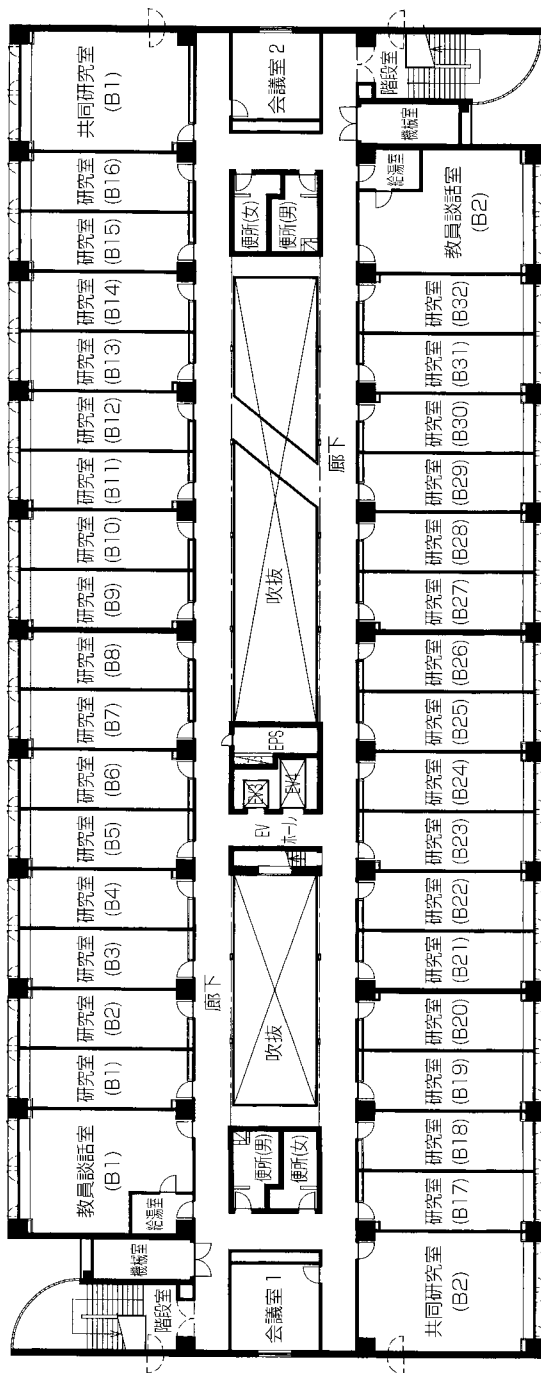 共同研究室
(B1)
研究室
(B16)
研究室
(B15)
研究室
(B14)
研究室
(B13)
研究室
(B12)
研究室
(B11)
研究室
(B10)
研究室
(B9)
研究室
(B8)
研究室
(B7)
研究室
(B6)
研究室
(B5)
研究室
(B4)
研究室
(B3)
研究室
(B2)
研究室
(B1)
教員談話室
(B1)
給湯室
機械室
階段室
会議室2
便所(女)
便所(男)
吹抜
廊下
EPS
EV3
EV4
EV
ホール
廊下
吹抜
便所(男)
便所(女)
会議室1
階段室
機械室
給湯室
教員談話室
(B2)
研究室
(B32)
研究室
(B31)
研究室
(B30)
研究室
(B29)
研究室
(B28)
研究室
(B27)
研究室
(B26)
研究室
(B25)
研究室
(B24)
研究室
(B23)
研究室
(B22)
研究室
(B21)
研究室
(B20)
研究室
(B19)
研究室
(B18)
研究室
(B17)
共同研究室
(B2)